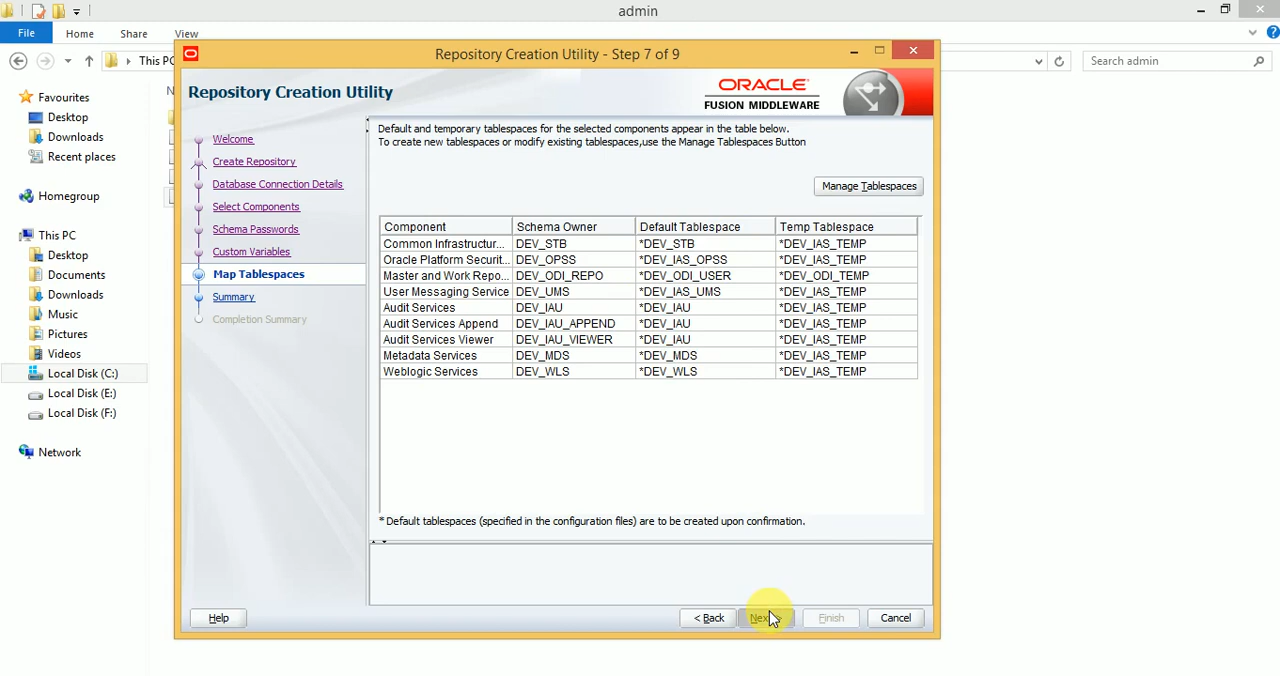 admin
File
Home
Share
View
This PC
Search admin
Favourites
Desktop
Downloads
Recent places
Homegroup
This PC
Desktop
Documents
Downloads
Music
Pictures
Videos
Local Disk (C:)
Local Disk (E:)
Local Disk (F:)
Network
Repository Creation Utility - Step 7 of 9
Repository Creation Utility
ORACLE
FUSION MIDDLEWARE
Welcome
Create Repository
Database Connection Details
Select Components
Schema Passwords
Custom Variables
Map Tablespaces
Summary
Completion Summary
Default and temporary tablespaces for the selected components appear in the table below.
To create new tablespaces or modify existing tablespaces,use the Manage Tablespaces Button
Manage Tablespaces
Component Schema Owner Default Tablespace Temp Tablespace
Common Infrastructur... DEV_STB *DEV_STB *DEV_IAS_TEMP
Oracle Platform Securit... DEV_OPSS *DEV_IAS_OPSS *DEV_IAS_TEMP
Master and Work Repo... DEV_ODI_REPO *DEV_ODI_USER *DEV_ODI_TEMP
User Messaging Service DEV_UMS *DEV_IAS_UMS *DEV_IAS_TEMP
Audit Services DEV_IAU *DEV_IAU *DEV_IAS_TEMP
Audit Services Append DEV_IAU_APPEND *DEV_IAU *DEV_IAS_TEMP
Audit Services Viewer DEV_IAU_VIEWER *DEV_IAU *DEV_IAS_TEMP
Metadata Services DEV_MDS *DEV_MDS *DEV_IAS_TEMP
Weblogic Services DEV_WLS *DEV_WLS *DEV_IAS_TEMP
* Default tablespaces (specified in the configuration files) are to be created upon confirmation.
Help
< Back
Next >
Finish
Cancel